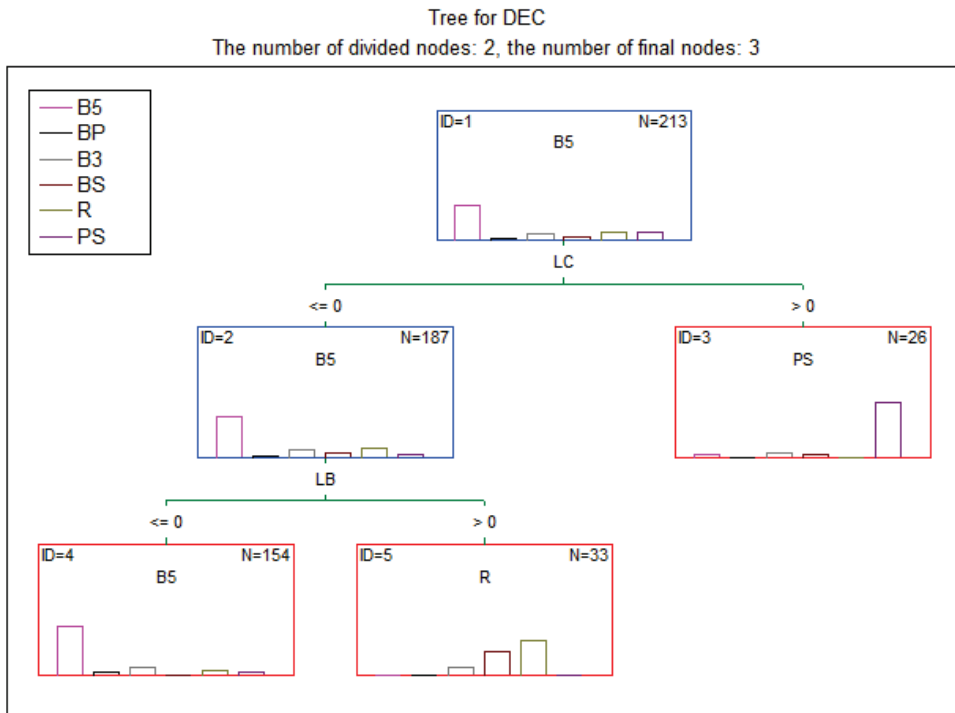 Tree for DEC
The number of divided nodes: 2, the number of final nodes: 3
B5
BP
B3
BS
R
PS
ID=1 N=213
B5
LC
<= 0 > 0
ID=2 N=187
B5
LB
ID=3 N=26
PS
<= 0 > 0
ID=4 N=154
B5
ID=5 N=33
R